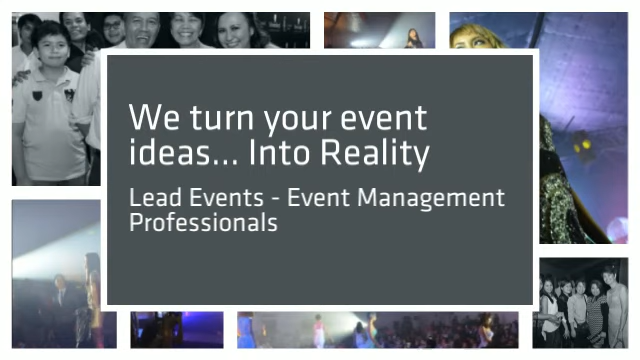 We turn your event
ideas... Into Reality
Lead Events - Event Management
Professionals